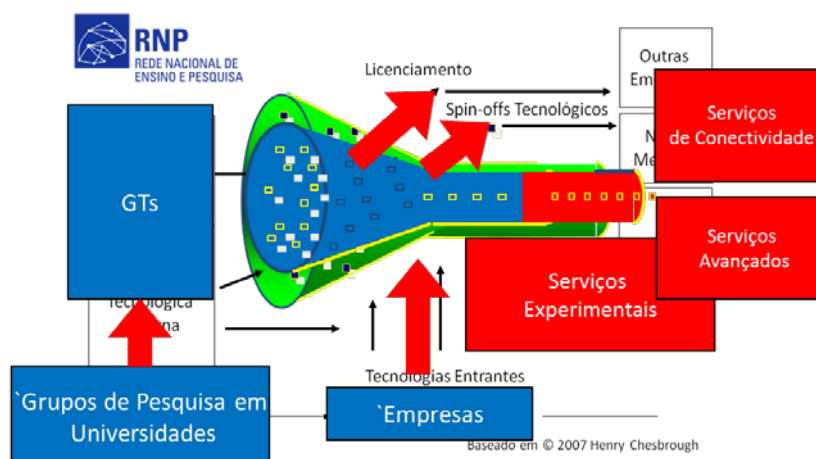 RNP
REDE NACIONAL DE
ENSINO E PESQUISA
Licenciamento
Outras
Spin-offs Tecnológicos
Serviços
de Conectividade
GTs
Serviços
Avançados
Serviços
Experimentais
Tecnológica
Tecnologias Entrantes
`Grupos de Pesquisa em
Universidades
`Empresas
Baseado em © 2007 Henry Chesbrough